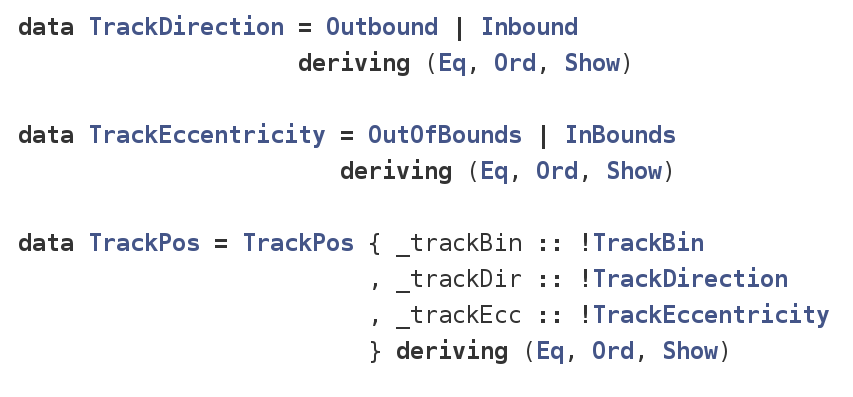 data TrackDirection = Outbound | Inbound
                    deriving (Eq, Ord, Show)

data TrackEccentricity = OutOfBounds | InBounds
                       deriving (Eq, Ord, Show)

data TrackPos = TrackPos { _trackBin :: !TrackBin
                         , _trackDir :: !TrackDirection
                         , _trackEcc :: !TrackEccentricity
                         } deriving (Eq, Ord, Show)